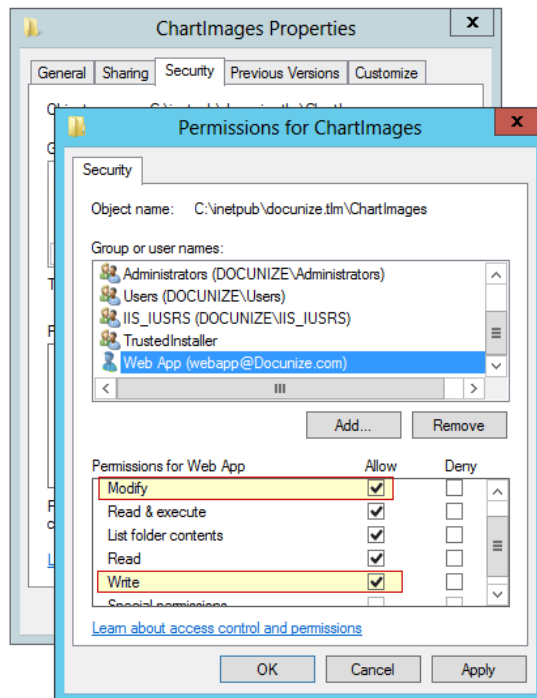 ChartImages Properties
x
General Sharing Security Previous Versions Customize
Permissions for ChartImages
x
Security
Object name: C:\inetpub\docunize.tlm\ChartImages
Group or user names:
Administrators (DOCUNIZE\Administrators)
Users (DOCUNIZE\Users)
IIS_IUSRS (DOCUNIZE\IIS_IUSRS)
TrustedInstaller
Web App (webapp@Docunize.com)
Add... Remove
Permissions for Web App Allow Deny
Modify
Read & execute
List folder contents
Read
Write
Special permissions
Learn about access control and permissions
OK Cancel Apply